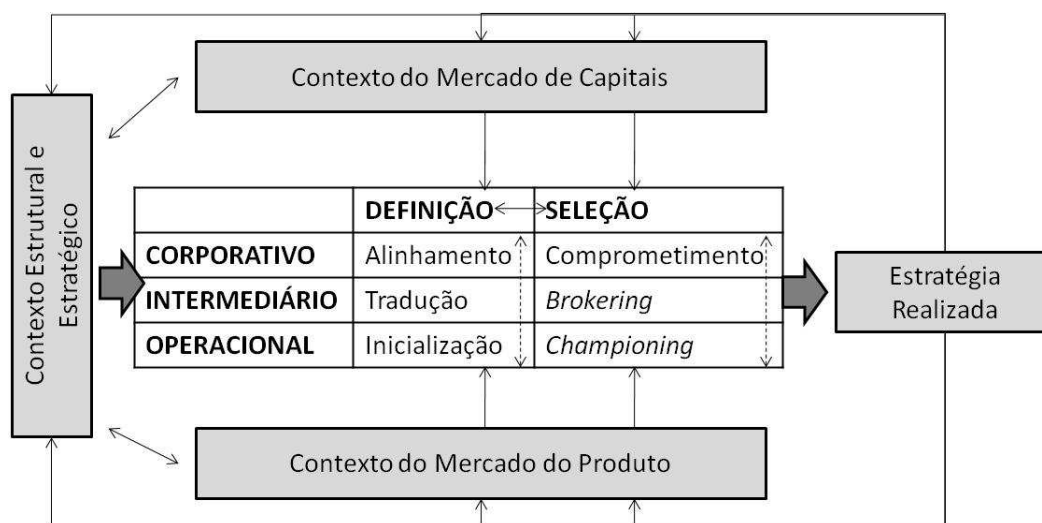 Contexto do Mercado de Capitais
Contexto Estrutural e
Estratégico
DEFINIÇÃO SELEÇÃO
CORPORATIVO Alinhamento Comprometimento
INTERMEDIÁRIO Tradução Brokering
OPERACIONAL Inicialização Championing
Estratégia
Realizada
Contexto do Mercado do Produto